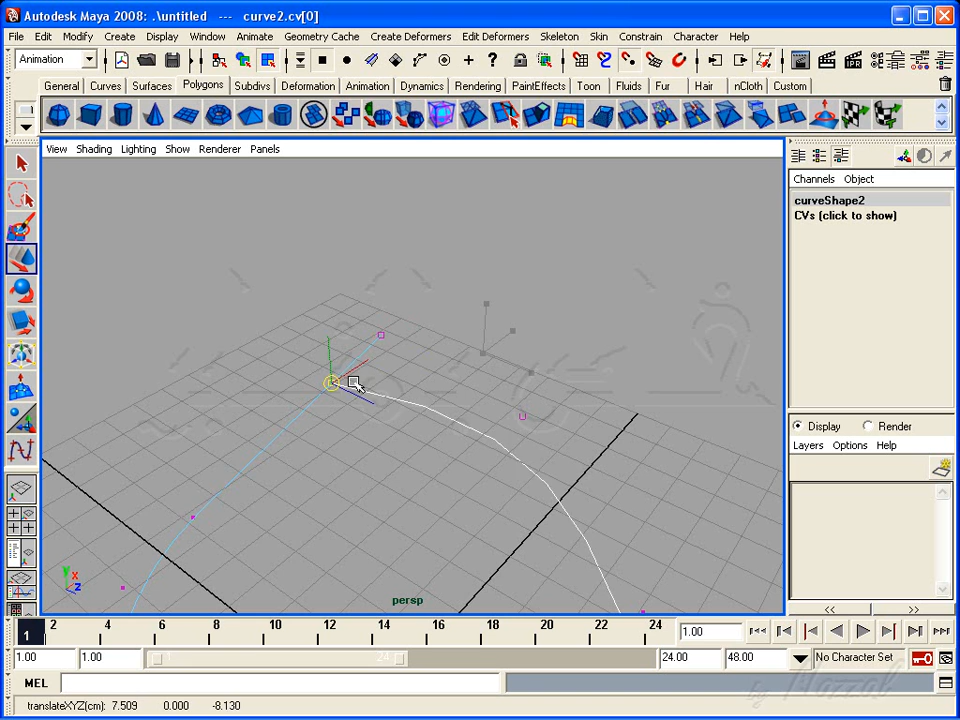 Autodesk Maya 2008: .\untitled --- curve2.cv[0]
File Edit Modify Create Display Window Animate Geometry Cache Create Deformers Edit Deformers Skeleton Skin Constrain Character Help
Animation
General Curves Surfaces Polygons Subdivs Deformation Animation Dynamics Rendering PaintEffects Toon Fluids Fur Hair nCloth Custom
View Shading Lighting Show Renderer Panels
Channels Object
curveShape2
CVs (click to show)
Display Render
Layers Options Help
y x z
persp
<< >>
1 2 4 6 8 10 12 14 16 18 20 22 24 1.00
1.00 1.00 24.00 48.00 No Character Set
MEL
by Nazzal
translateXYZ(cm): 7.509 0.000 -8.130